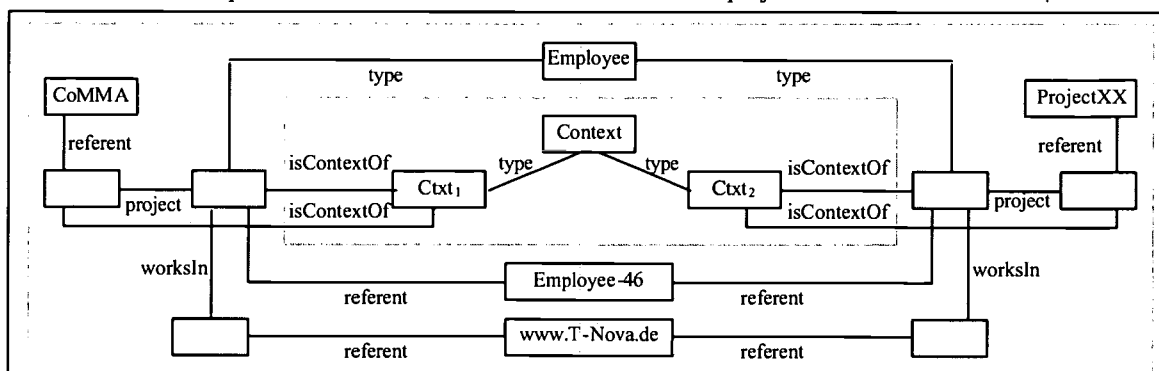 Employee
type type
CoMMA ProjectXX
Context
referent referent
isContextOf type type isContextOf
Ctxt1 Ctxt2
project isContextOf isContextOf project
worksIn Employee-46 worksIn
referent referent
www.T-Nova.de
referent referent